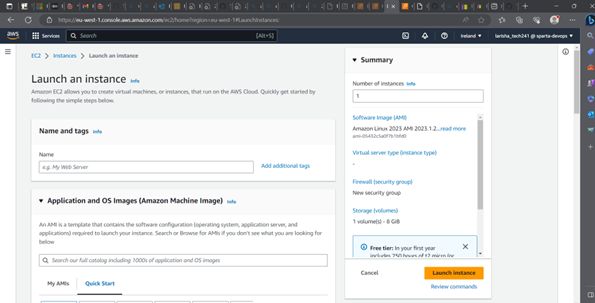 https://eu-west-1.console.aws.amazon.com/ec2/home?region=eu-west-1#LaunchInstances:
aws
Services
Search
[Alt+S]
Ireland
larisha_tech241 @ sparta-devops
EC2
Instances
Launch an instance
Launch an instance Info
Amazon EC2 allows you to create virtual machines, or instances, that run on the AWS Cloud. Quickly get started by
following the simple steps below.
Name and tags Info
Name
e.g. My Web Server
Add additional tags
Application and OS Images (Amazon Machine Image) Info
An AMI is a template that contains the software configuration (operating system, application server, and
applications) required to launch your instance. Search or Browse for AMIs if you don't see what you are looking for
below
Search our full catalog including 1000s of application and OS images
My AMIs
Quick Start
Summary
Number of instances Info
1
Software Image (AMI)
Amazon Linux 2023 AMI 2023.1.2...read more
Virtual server type (instance type)
-
Firewall (security group)
New security group
Storage (volumes)
1 volume(s) - 8 GiB
Free tier: In your first year
includes 750 hours of t2.micro (or
Cancel
Launch instance
Review commands